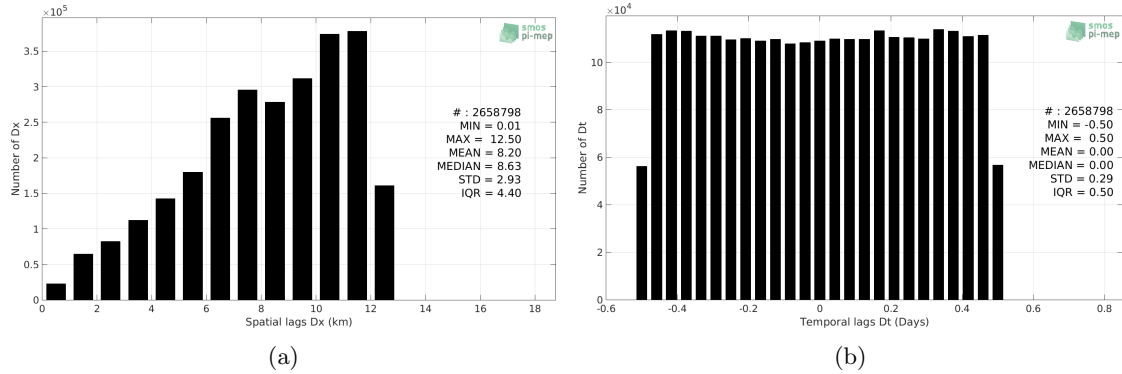 ×10⁵
smos
pi-mep
3.5
3
2.5
2
1.5
1
0.5
0
Number of Dx
# : 2658798
MIN = 0.01
MAX = 12.50
MEAN = 8.20
MEDIAN = 8.63
STD = 2.93
IQR = 4.40
0 2 4 6 8 10 12 14 16 18
Spatial lags Dx (km)
(a)
×10⁴
smos
pi-mep
10
8
6
4
2
0
Number of Dt
# : 2658798
MIN = -0.50
MAX = 0.50
MEAN = 0.00
MEDIAN = 0.00
STD = 0.29
IQR = 0.50
-0.6 -0.4 -0.2 0 0.2 0.4 0.6 0.8
Temporal lags Dt (Days)
(b)